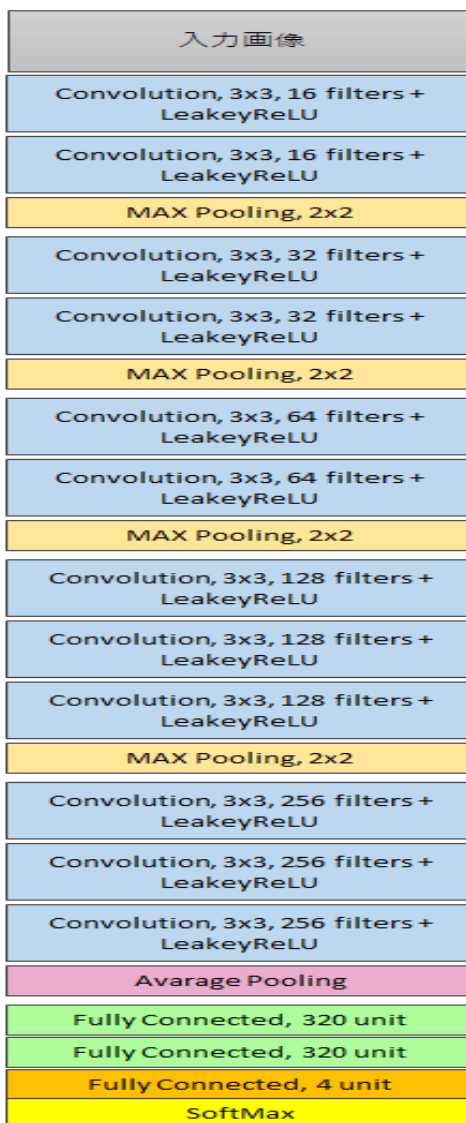 入力画像
Convolution, 3x3, 16 filters +
LeakeyReLU
Convolution, 3x3, 16 filters +
LeakeyReLU
MAX Pooling, 2x2
Convolution, 3x3, 32 filters +
LeakeyReLU
Convolution, 3x3, 32 filters +
LeakeyReLU
MAX Pooling, 2x2
Convolution, 3x3, 64 filters +
LeakeyReLU
Convolution, 3x3, 64 filters +
LeakeyReLU
MAX Pooling, 2x2
Convolution, 3x3, 128 filters +
LeakeyReLU
Convolution, 3x3, 128 filters +
LeakeyReLU
Convolution, 3x3, 128 filters +
LeakeyReLU
MAX Pooling, 2x2
Convolution, 3x3, 256 filters +
LeakeyReLU
Convolution, 3x3, 256 filters +
LeakeyReLU
Convolution, 3x3, 256 filters +
LeakeyReLU
Avarage Pooling
Fully Connected, 320 unit
Fully Connected, 320 unit
Fully Connected, 4 unit
SoftMax